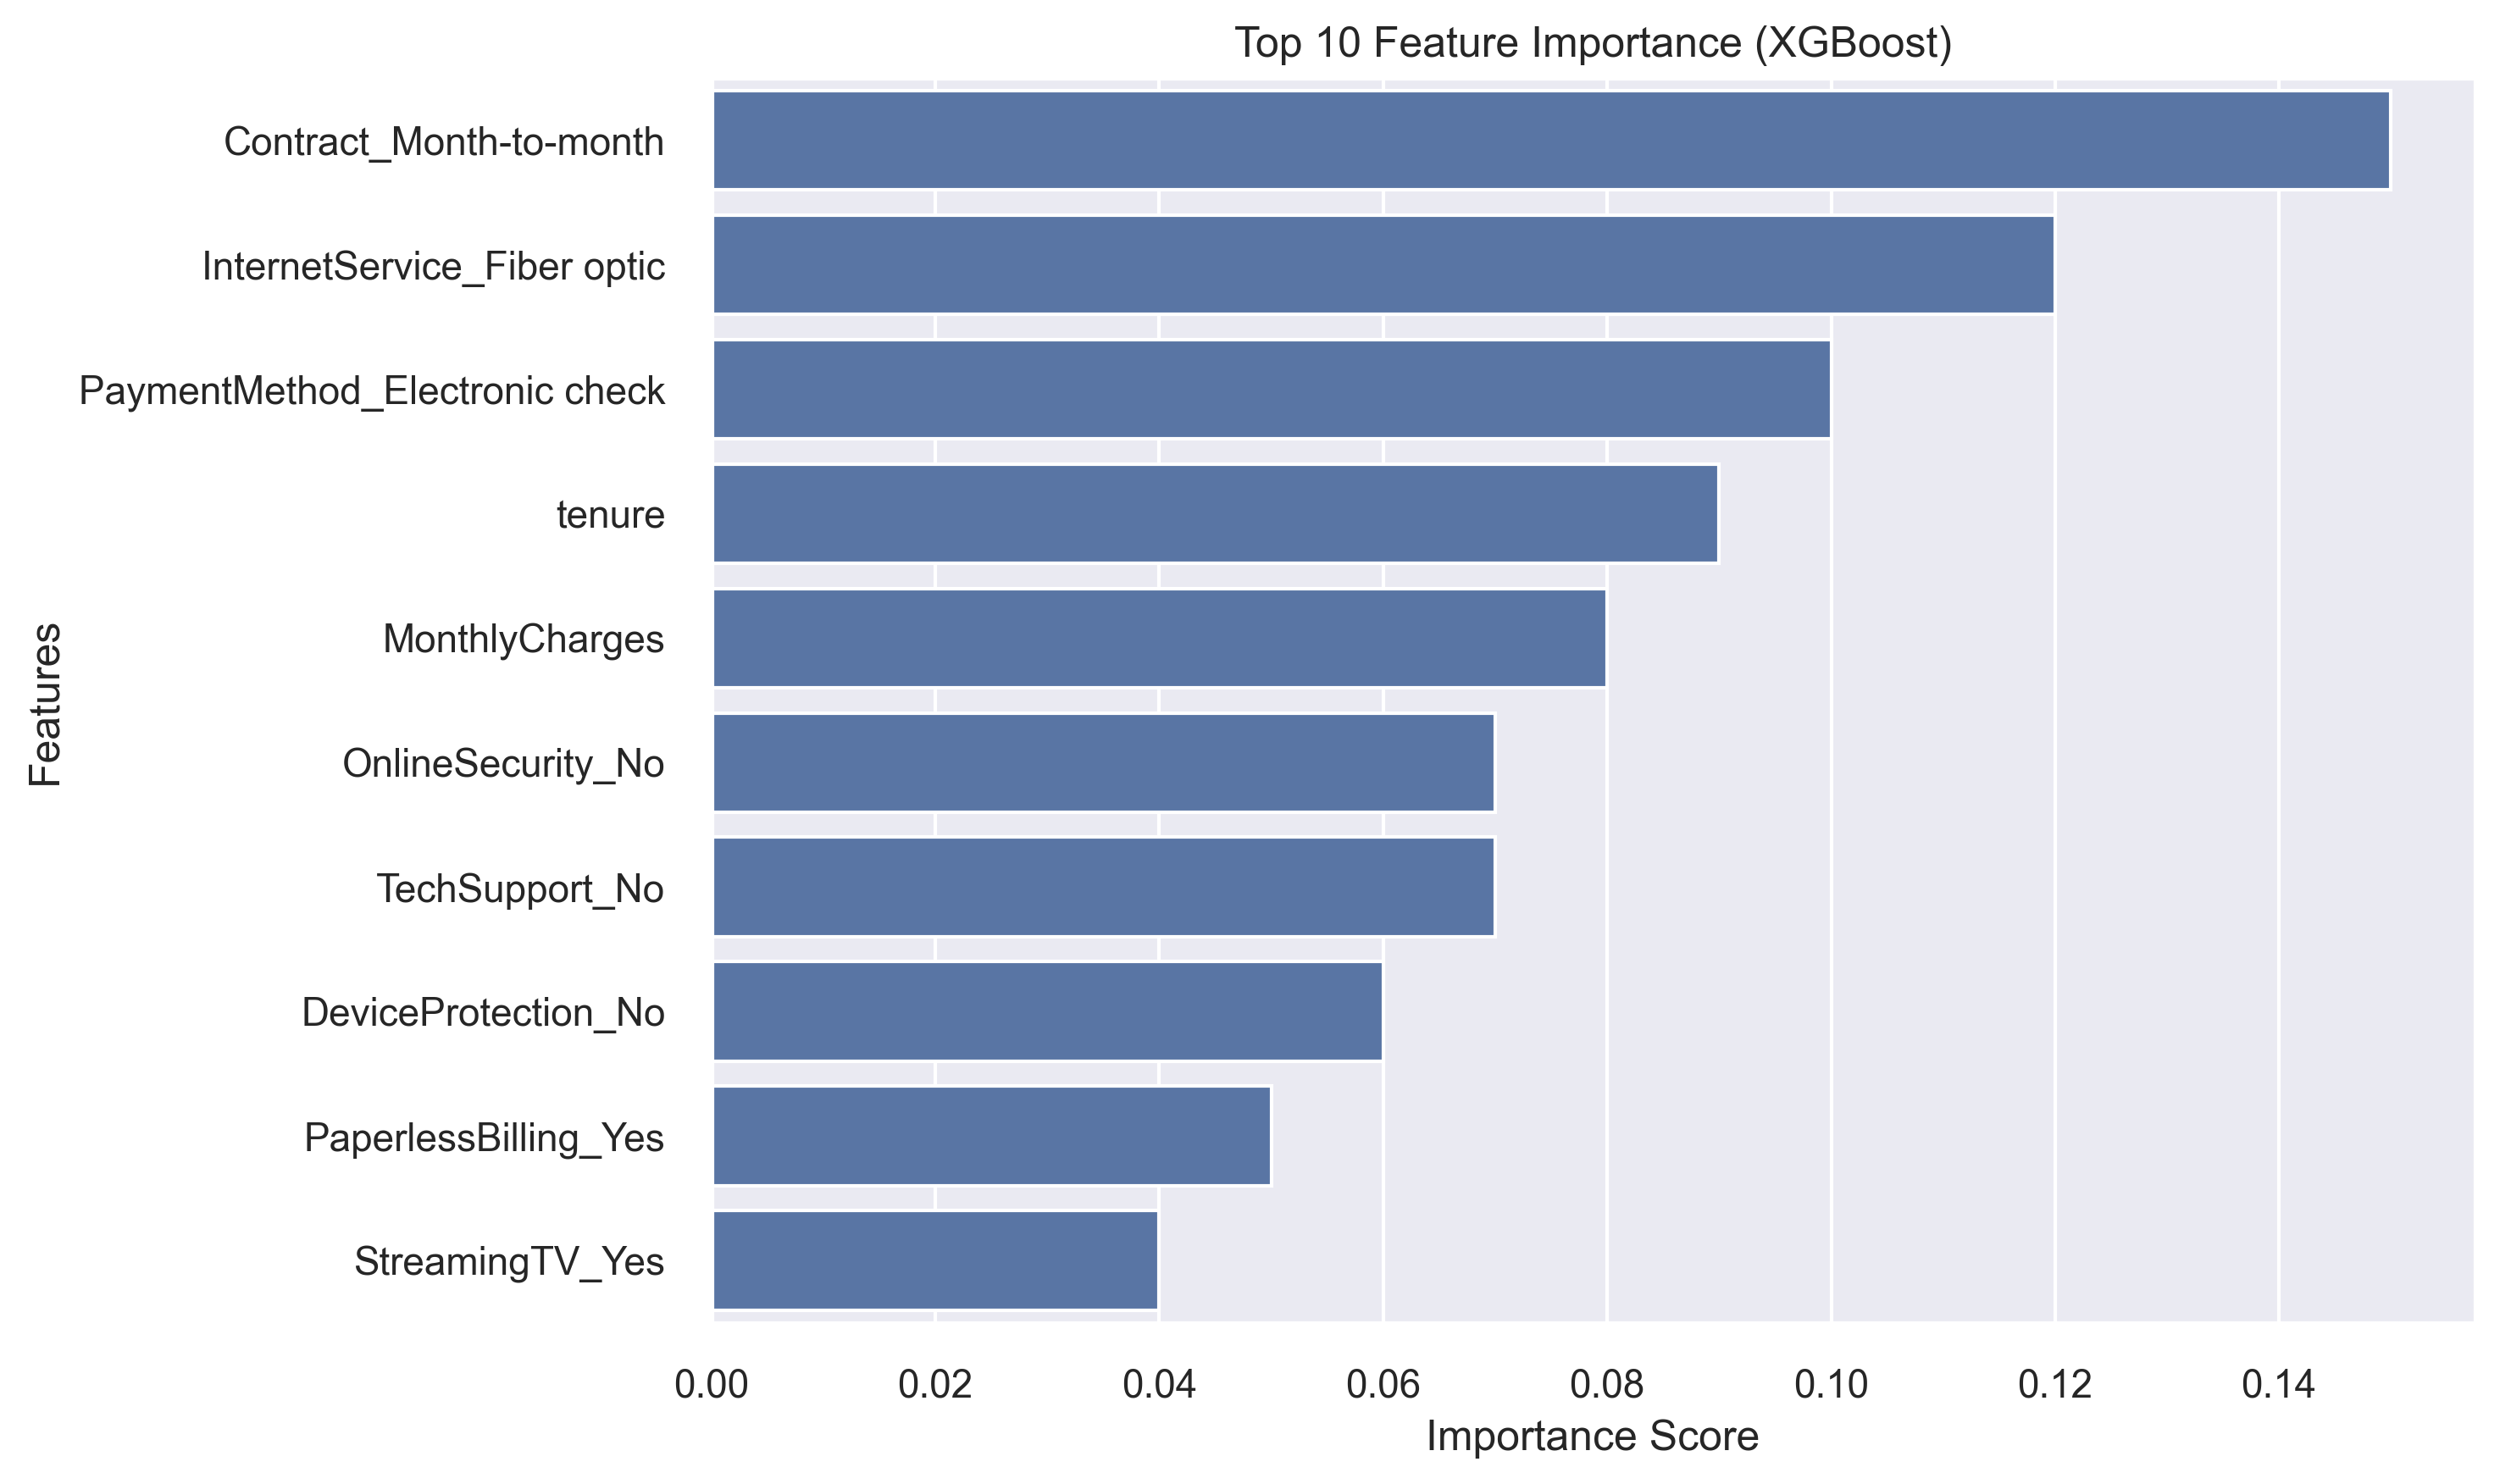 Top 10 Feature Importance (XGBoost)
Features
Contract_Month-to-month
InternetService_Fiber optic
PaymentMethod_Electronic check
tenure
MonthlyCharges
OnlineSecurity_No
TechSupport_No
DeviceProtection_No
PaperlessBilling_Yes
StreamingTV_Yes
0.00 0.02 0.04 0.06 0.08 0.10 0.12 0.14
Importance Score